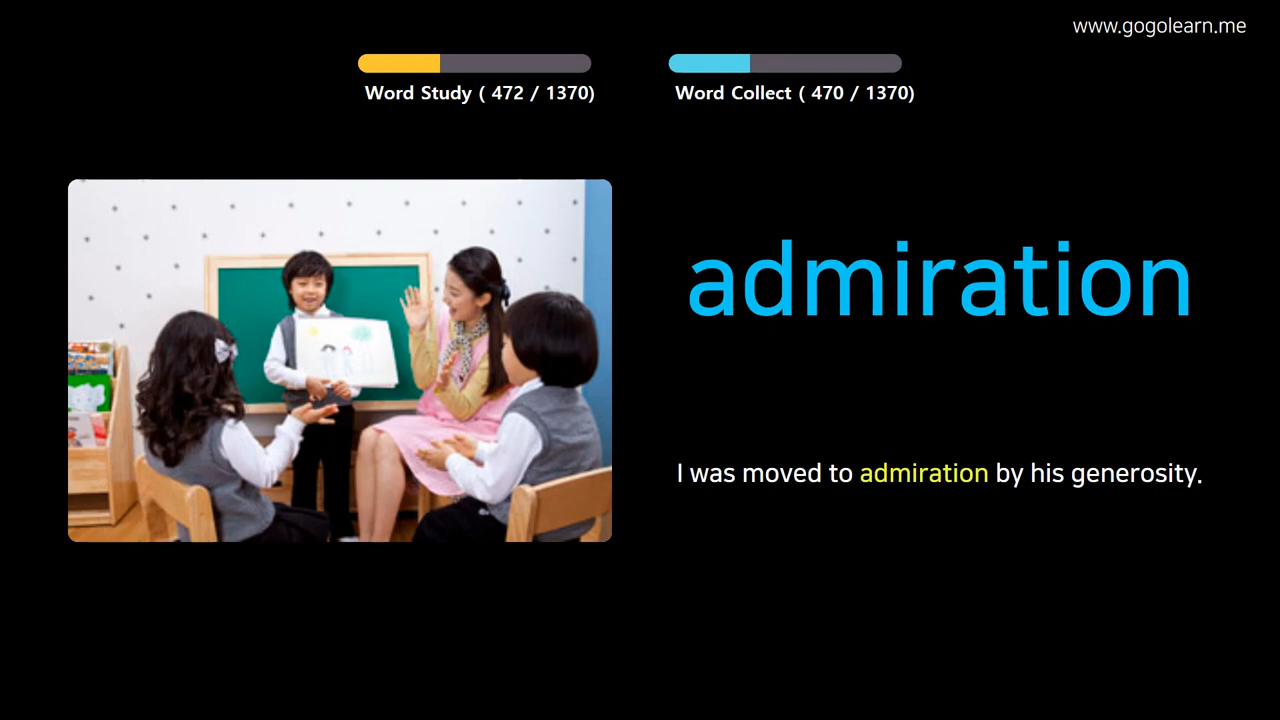 www.gogolearn.me
Word Study ( 472 / 1370)
Word Collect ( 470 / 1370)
admiration
I was moved to admiration by his generosity.